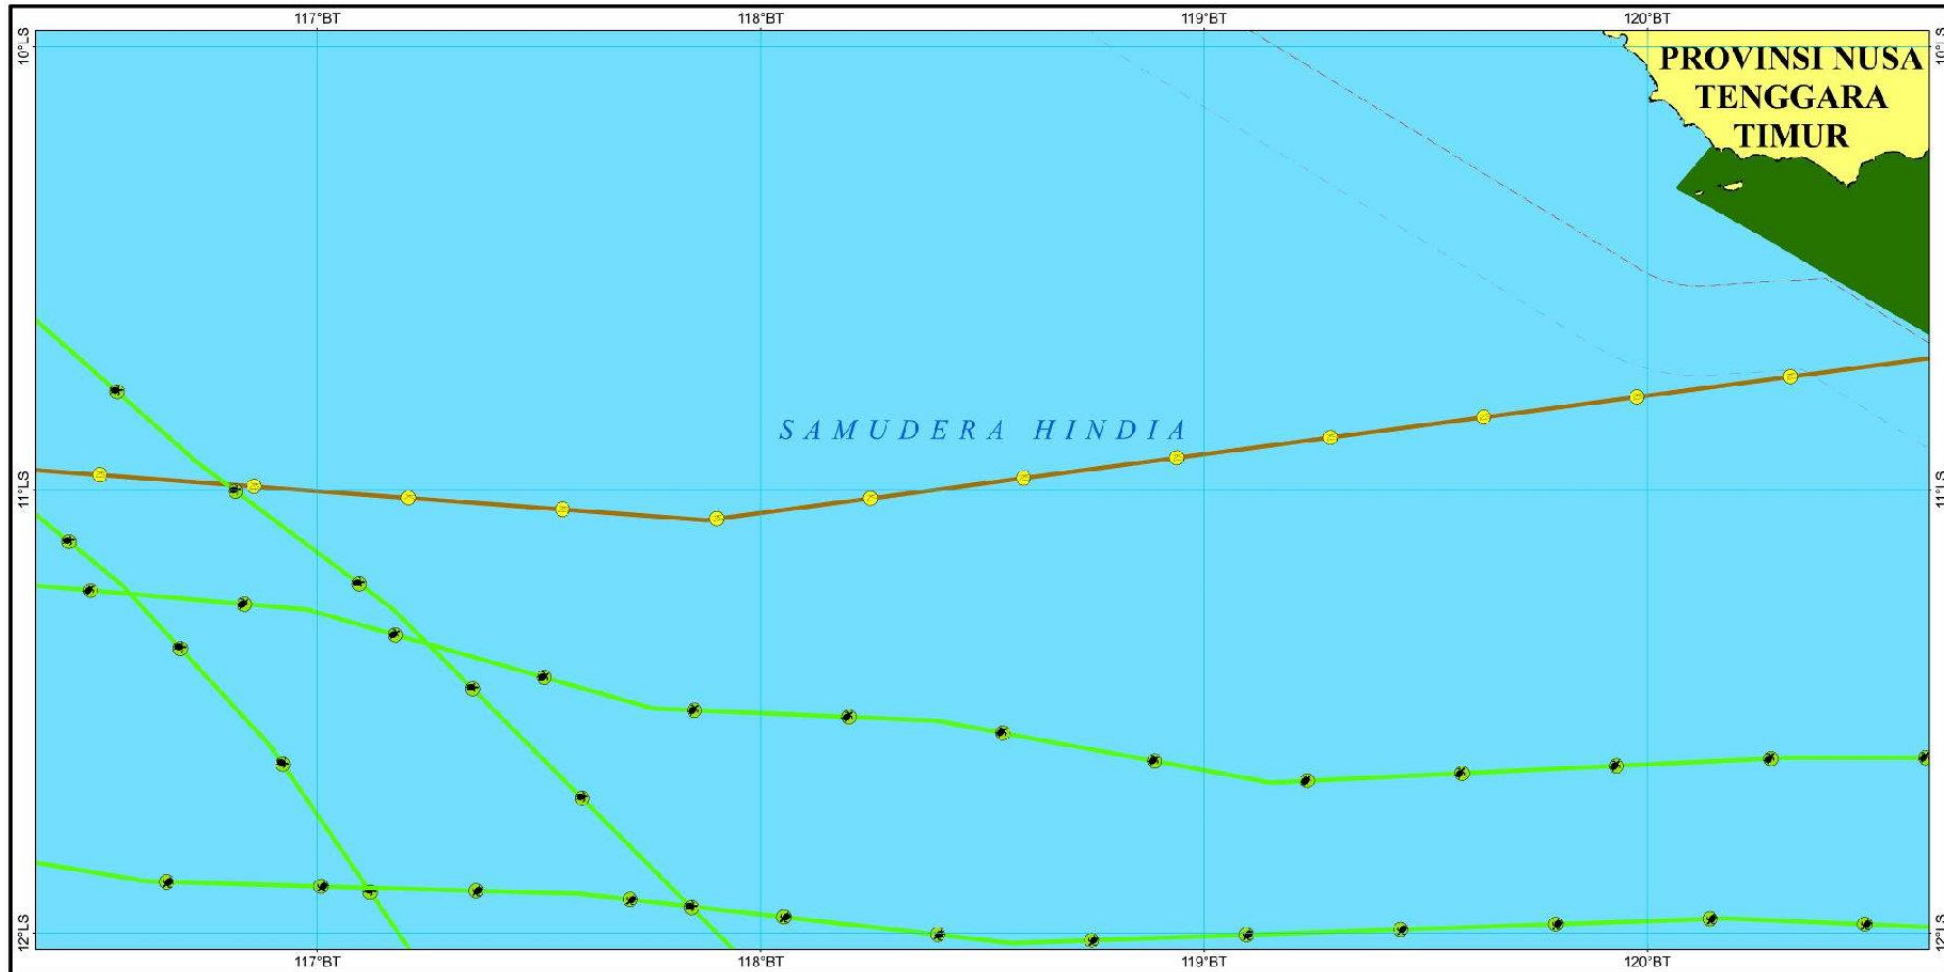 117°BT 118°BT 119°BT 120°BT
10°LS 10°LS
PROVINSI NUSA
TENGGARA
TIMUR
SAMUDERA HINDIA
11°LS 11°LS
12°LS 12°LS
117°BT 118°BT 119°BT 120°BT